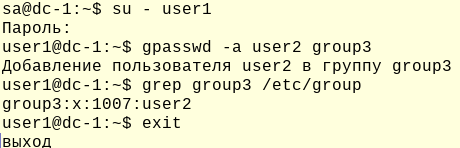 sa@dc-1:~$ su - user1
Пароль:
user1@dc-1:~$ gpasswd -a user2 group3
Добавление пользователя user2 в группу group3
user1@dc-1:~$ grep group3 /etc/group
group3:x:1007:user2
user1@dc-1:~$ exit
выход